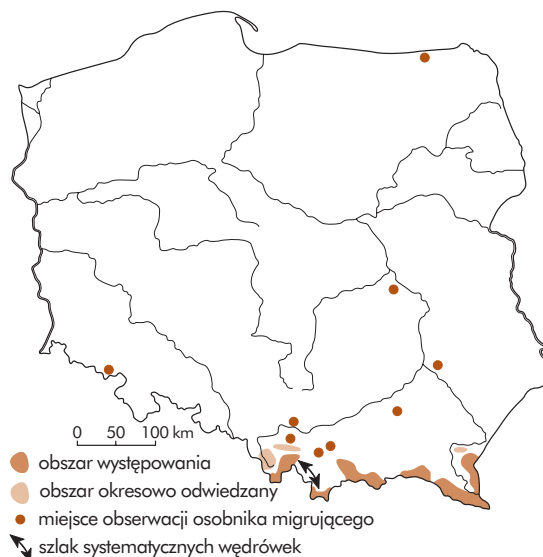 0 50 100 km
obszar występowania
obszar okresowo odwiedzany
miejsce obserwacji osobnika migrującego
szlak systematycznych wędrówek